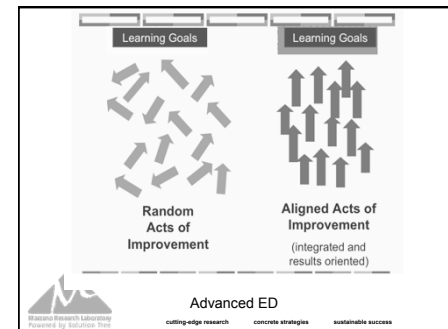 Learning Goals
Learning Goals
Random
Acts of
Improvement
Aligned Acts of
Improvement
(integrated and
results oriented)
Marzano Research Laboratory
Powered by Solution Tree
Advanced ED
cutting-edge research
concrete strategies
sustainable success